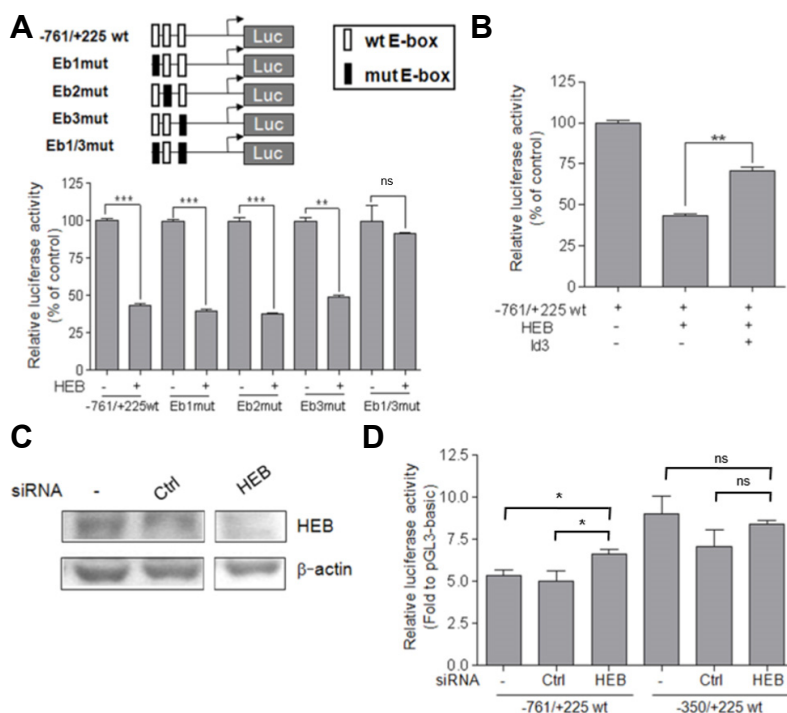 A
-761/+225 wt
Luc
Eb1mut
Luc
Eb2mut
Luc
Eb3mut
Luc
Eb1/3mut
Luc
wt E-box
mut E-box
Relative luciferase activity
(% of control)
125
100
75
50
25
0
***
***
***
**
ns
HEB
- + - + - + - + - +
-761/+225wt Eb1mut Eb2mut Eb3mut Eb1/3mut
B
Relative luciferase activity
(% of control)
125
100
75
50
25
0
**
-761/+225 wt + + +
HEB - + +
Id3 - - +
C
siRNA - Ctrl HEB
HEB
β-actin
D
Relative luciferase activity
(Fold to pGL3-basic)
12.5
10.0
7.5
5.0
2.5
0.0
*
*
ns
ns
siRNA - Ctrl HEB - Ctrl HEB
-761/+225 wt -350/+225 wt